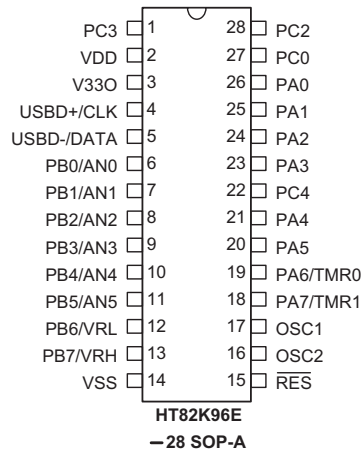 PC3 1 28 PC2
VDD 2 27 PC0
V33O 3 26 PA0
USBD+/CLK 4 25 PA1
USBD-/DATA 5 24 PA2
PB0/AN0 6 23 PA3
PB1/AN1 7 22 PC4
PB2/AN2 8 21 PA4
PB3/AN3 9 20 PA5
PB4/AN4 10 19 PA6/TMR0
PB5/AN5 11 18 PA7/TMR1
PB6/VRL 12 17 OSC1
PB7/VRH 13 16 OSC2
VSS 14 15 R̅E̅S̅
HT82K96E
–28 SOP-A